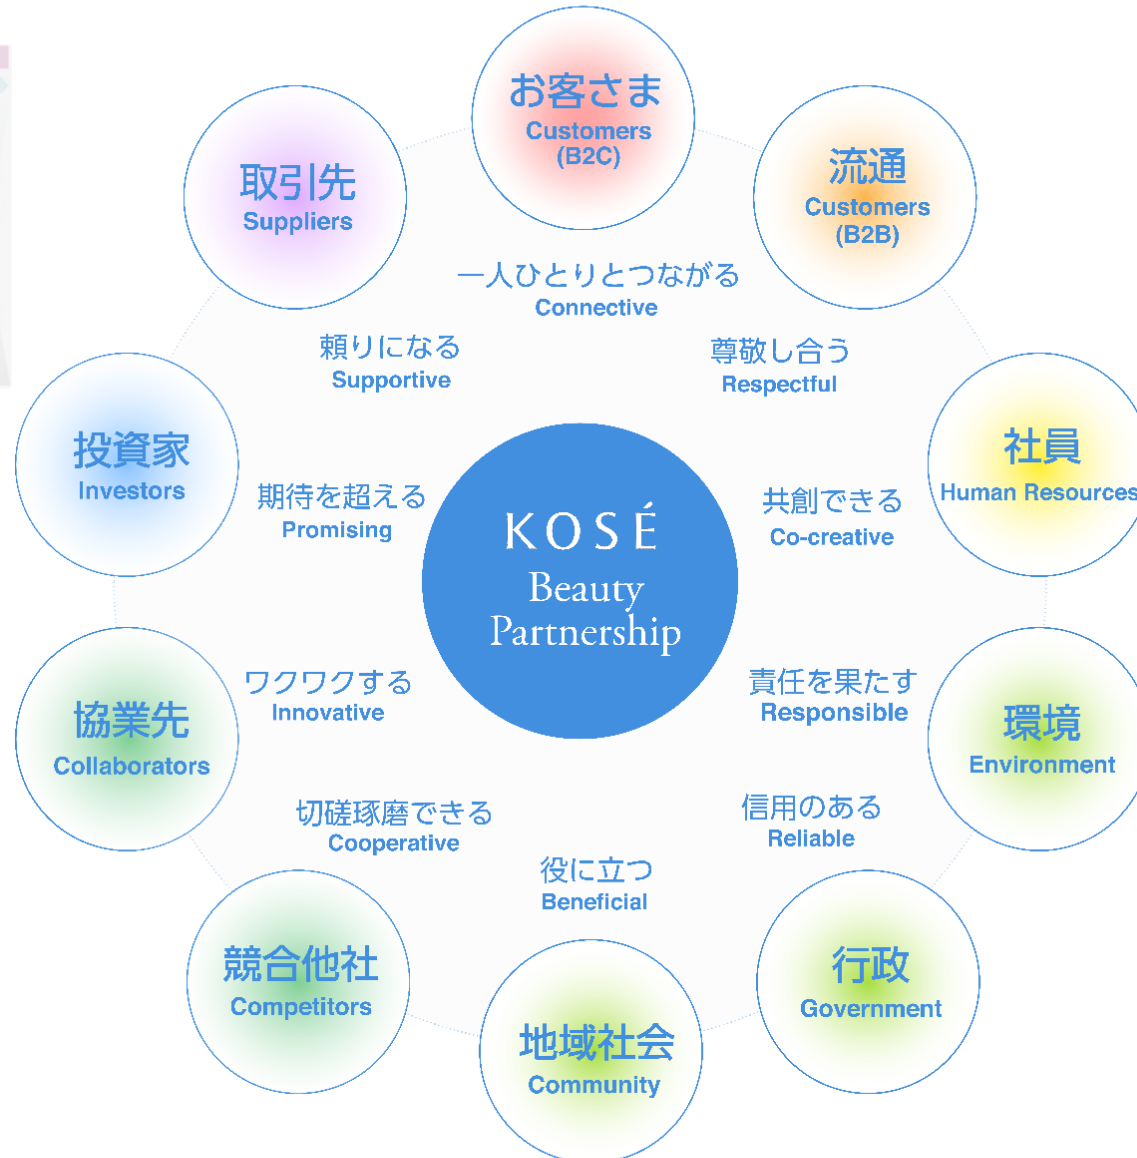 お客さま
Customers
(B2C)
流通
Customers
(B2B)
取引先
Suppliers
一人ひとりとつながる
Connective
頼りになる
Supportive
尊敬し合う
Respectful
投資家
Investors
社員
Human Resources
期待を超える
Promising
共創できる
Co-creative
KOSÉ
Beauty
Partnership
ワクワクする
Innovative
責任を果たす
Responsible
協業先
Collaborators
環境
Environment
切磋琢磨できる
Cooperative
信用のある
Reliable
役に立つ
Beneficial
競合他社
Competitors
行政
Government
地域社会
Community